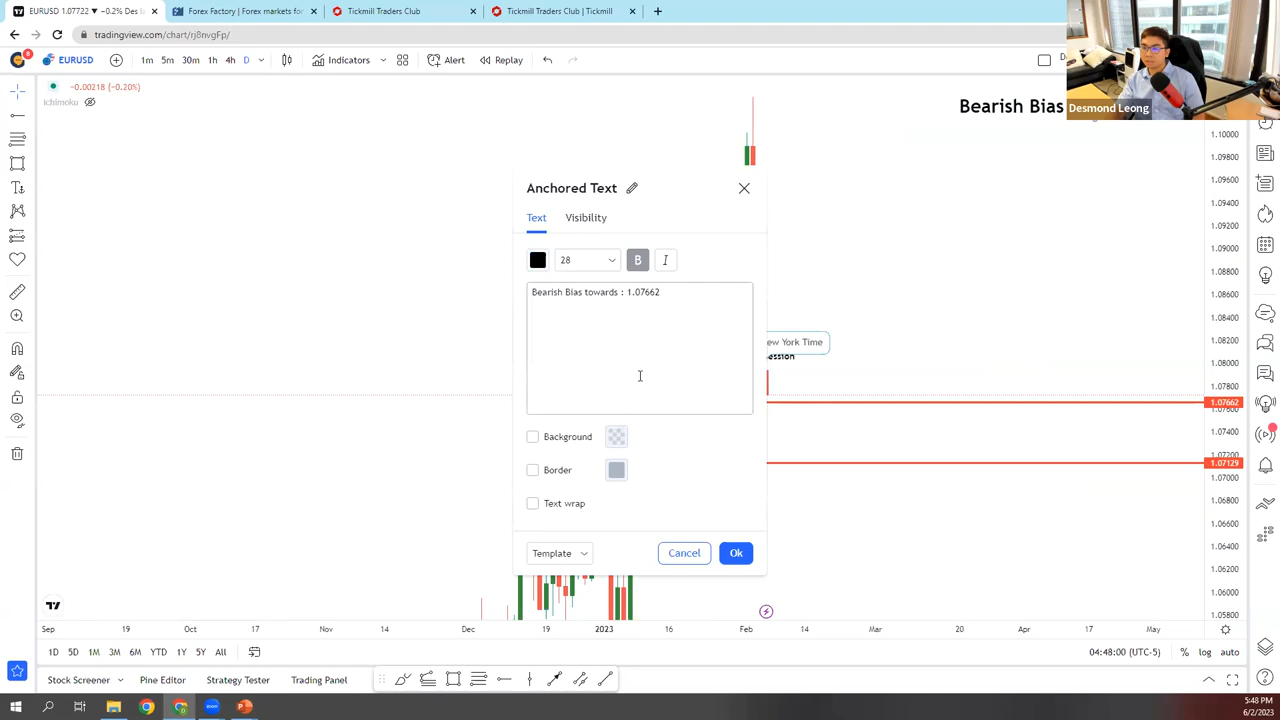 EURUSD 1.07722 ▼ −0.2% Des
Forex Factory | Forex markets for
Tickmill Traders Club
Tickmill Traders Club | Tickmill
tradingview.com/chart/rj8nvgFp/
8
EURUSD
1m 5m 30m 1h 4h D
Indicators
Alert
Replay
−0.00218 (−0.20%)
Ichimoku
Bearish Bias
Desmond Leong
Anchored Text
Text
Visibility
28
B
I
Bearish Bias towards : 1.07662
Background
Border
Text wrap
Template
Cancel
Ok
ew York Time
ession
1.10000
1.09800
1.09600
1.09400
1.09200
1.09000
1.08800
1.08600
1.08400
1.08200
1.08000
1.07800
1.07662
1.07600
1.07400
1.07200
1.07129
1.07000
1.06800
1.06600
1.06400
1.06200
1.06000
1.05800
Sep 19 Oct 17 Nov 14 Dec 19 2023 16 Feb 14 Mar 20 Apr 17 May
1D 5D 1M 3M 6M YTD 1Y 5Y All
04:48:00 (UTC-5)
% log auto
Stock Screener
Pine Editor
Strategy Tester
Trading Panel
5:48 PM
6/2/2023